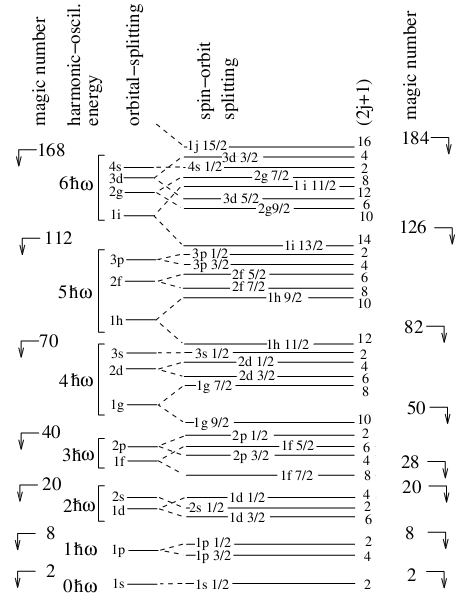 magic number
harmonic-oscil.
energy
orbital-splitting
spin-orbit
splitting
(2j+1)
magic number
168 1j 15/2 16 184
3d 3/2 4
4s 4s 1/2 2
3d 2g 7/2 8
6ħω 2g 1i 11/2 12
3d 5/2 6
1i 2g9/2 10
112 1i 13/2 14 126
3p 3p 1/2 2
3p 3/2 4
2f 2f 5/2 6
5ħω 2f 7/2 8
1h 9/2 10
1h
70 1h 11/2 12 82
3s 3s 1/2 2
2d 2d 1/2 4
4ħω 2d 3/2 6
1g 7/2 8
1g
1g 9/2 10 50
40 2p 1/2 2
3ħω 2p 1f 5/2 6
1f 2p 3/2 4
1f 7/2 8 28
20 20
2s 1d 1/2 4
2ħω 1d 2s 1/2 2
1d 3/2 6
8 8
1ħω 1p 1p 1/2 2
1p 3/2 4
2 2
0ħω 1s 1s 1/2 2